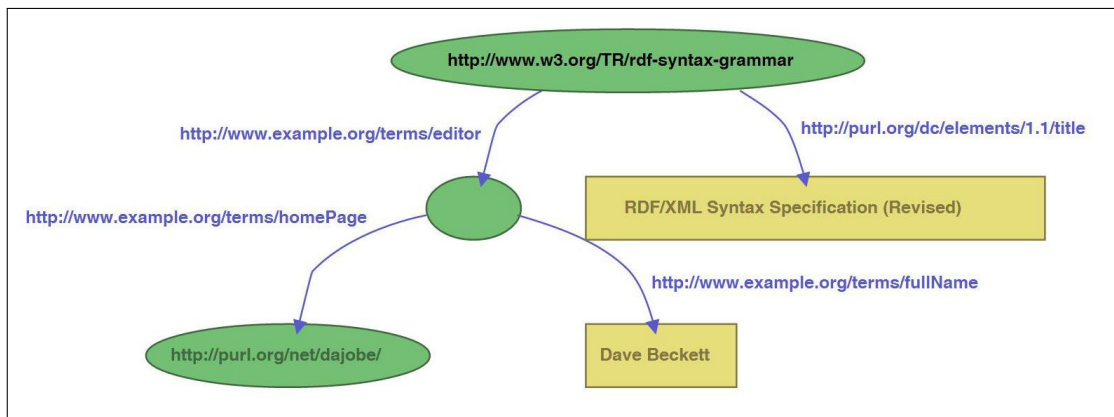 http://www.w3.org/TR/rdf-syntax-grammar
http://www.example.org/terms/editor
http://purl.org/dc/elements/1.1/title
RDF/XML Syntax Specification (Revised)
http://www.example.org/terms/homePage
http://www.example.org/terms/fullName
http://purl.org/net/dajobe/
Dave Beckett